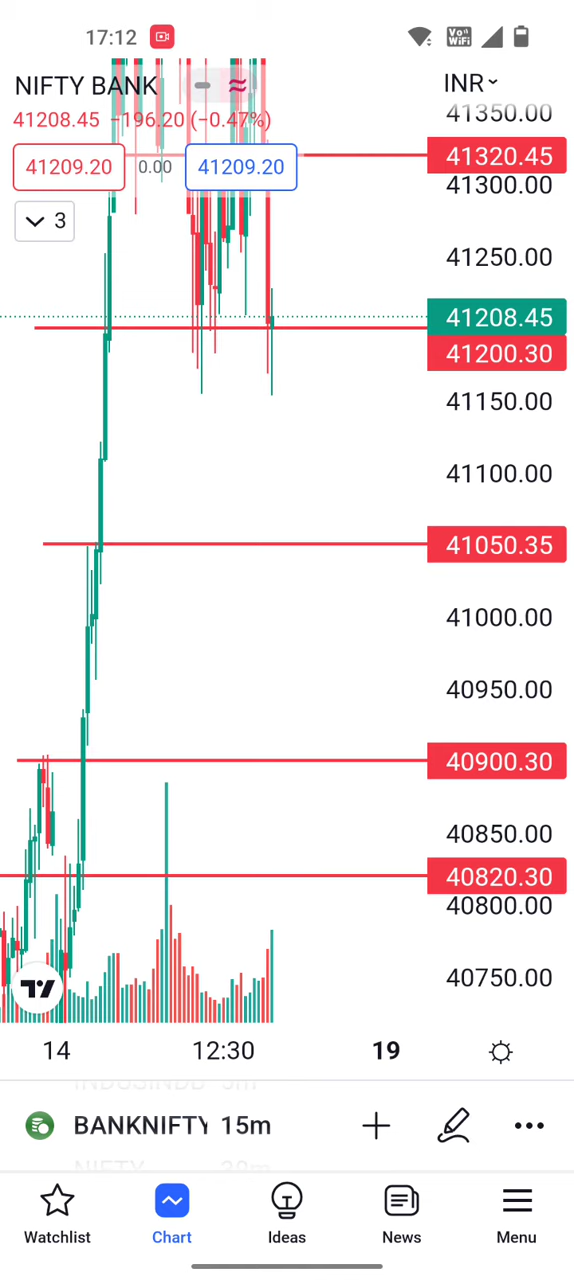 17:12
Vo WiFi
NIFTY BANK
INR
41208.45 −196.20 (−0.47%)
41350.00
41209.20 0.00 41209.20
41320.45
41300.00
3
41250.00
41208.45
41200.30
41150.00
41100.00
41050.35
41000.00
40950.00
40900.30
40850.00
40820.30
40800.00
40750.00
14 12:30 19
BANKNIFTY 15m
Watchlist Chart Ideas News Menu